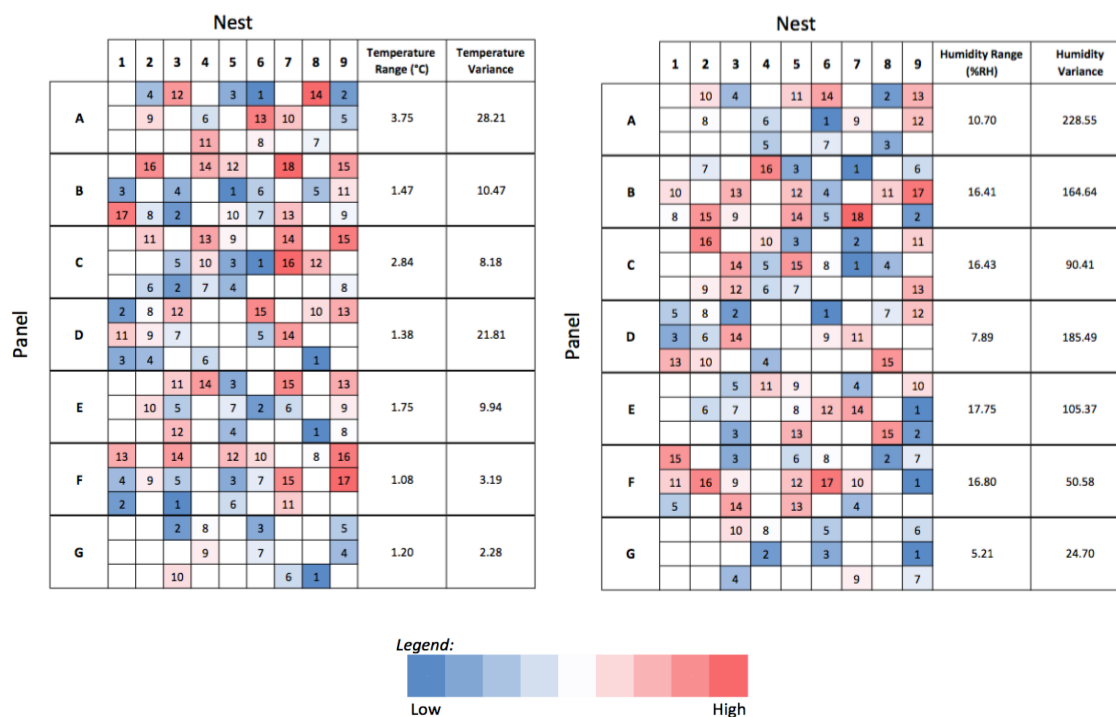 Nest
1 2 3 4 5 6 7 8 9 Temperature Range (°C) Temperature Variance
4 12 3 1 14 2
A 9 6 13 10 5 3.75 28.21
11 8 7
16 14 12 18 15
B 3 4 1 6 5 11 1.47 10.47
17 8 2 10 7 13 9
11 13 9 14 15
C 5 10 3 1 16 12 2.84 8.18
6 2 7 4 8
2 8 12 15 10 13
D 11 9 7 5 14 1.38 21.81
3 4 6 1
11 14 3 15 13
E 10 5 7 2 6 9 1.75 9.94
12 4 1 8
13 14 12 10 8 16
F 4 9 5 3 7 15 17 1.08 3.19
2 1 6 11
2 8 3 5
G 9 7 4 1.20 2.28
10 6 1
Panel
Nest
1 2 3 4 5 6 7 8 9 Humidity Range (%RH) Humidity Variance
10 4 11 14 2 13
A 8 6 1 9 12 10.70 228.55
5 7 3
7 16 3 1 6
B 10 13 12 4 11 17 16.41 164.64
8 15 9 14 5 18 2
16 10 3 2 11
C 14 5 15 8 1 4 16.43 90.41
9 12 6 7 13
5 8 2 1 7 12
D 3 6 14 9 11 7.89 185.49
13 10 4 15
5 11 9 4 10
E 6 7 8 12 14 1 17.75 105.37
3 13 15 2
15 3 6 8 2 7
F 11 16 9 12 17 10 1 16.80 50.58
5 14 13 4
10 8 5 6
G 2 3 1 5.21 24.70
4 9 7
Panel
Legend:
Low High